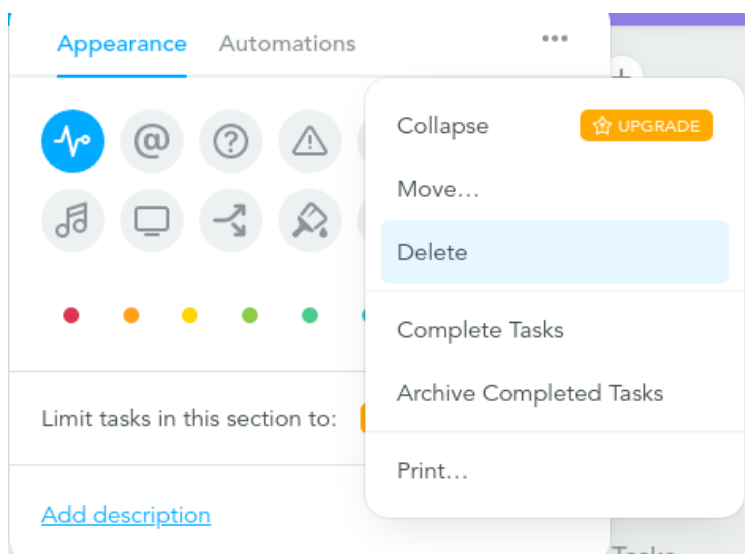 Appearance Automations
Collapse UPGRADE
Move...
Delete
Complete Tasks
Archive Completed Tasks
Print...
Limit tasks in this section to:
Add description
Tasks